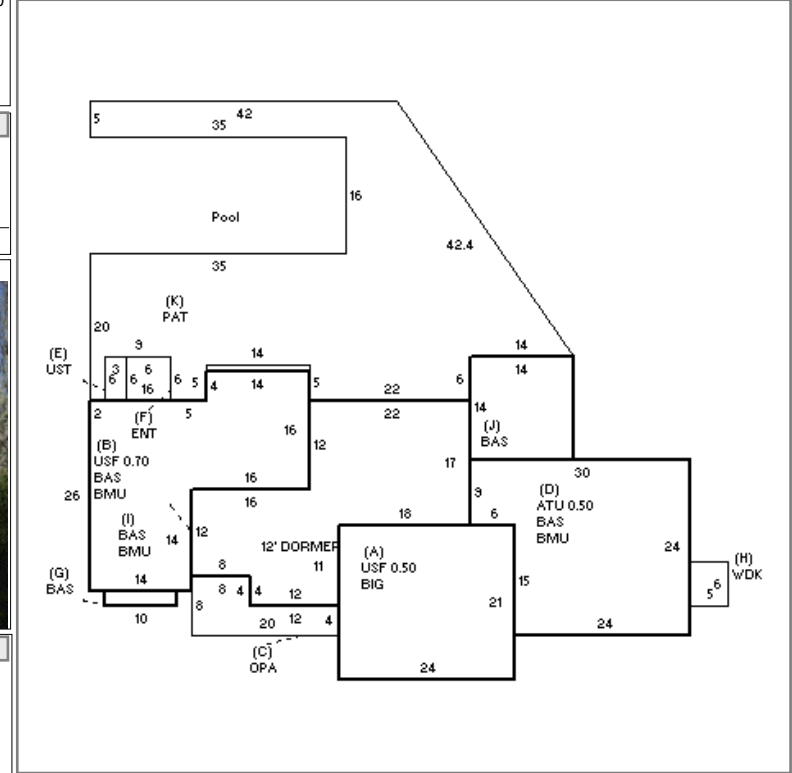 5
42
35
16
Pool
42.4
35
(K)
PAT
20
9
(E)
UST
3
6
6
6
16
6
5
14
4
14
5
22
22
6
14
14
14
(J)
BAS
2
(F)
ENT
5
(B)
USF 0.70
BAS
BMU
26
16
12
16
16
17
30
9
6
(D)
ATU 0.50
BAS
BMU
24
(I)
BAS
BMU
14
12
12' DORMER
18
11
(A)
USF 0.50
BIG
(G)
BAS
14
8
8
4
4
12
15
21
(H)
WDK
6
5
10
8
20
12
4
24
(C)
OPA
24